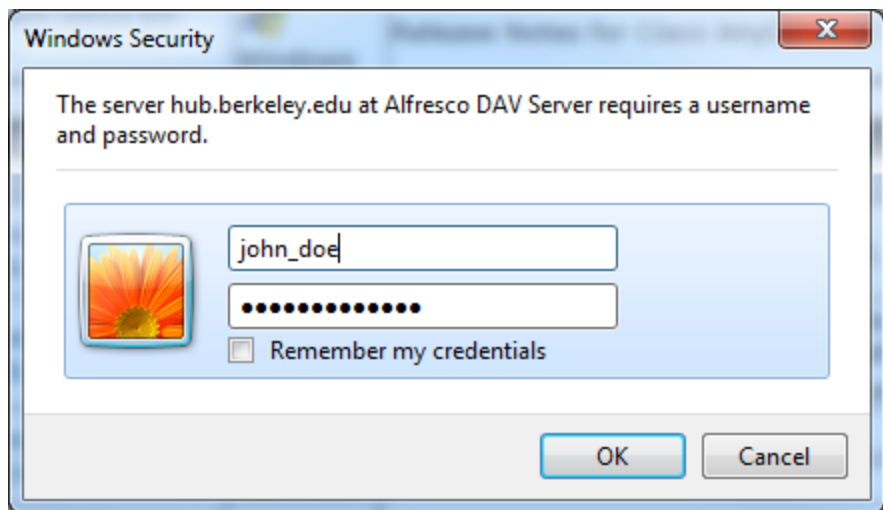 Windows Security
The server hub.berkeley.edu at Alfresco DAV Server requires a username
and password.
john_doe
●●●●●●●●●●●●●
Remember my credentials
OK
Cancel